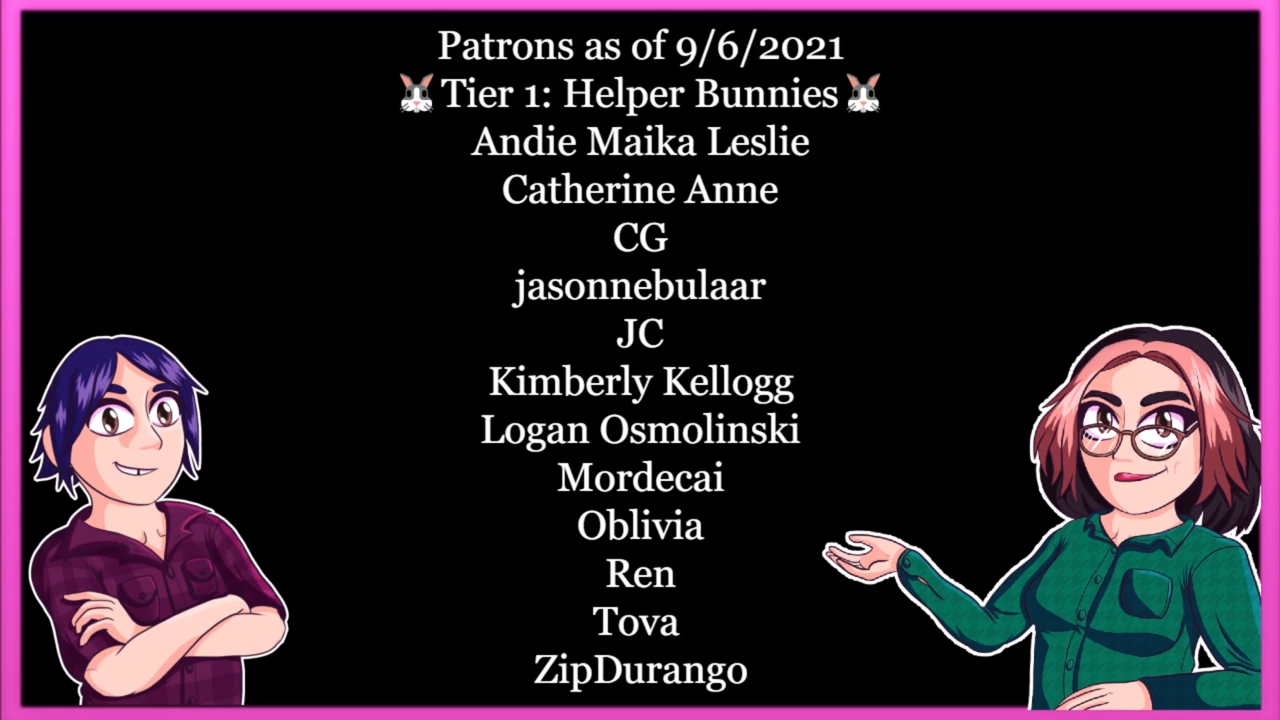 Patrons as of 9/6/2021
🐰Tier 1: Helper Bunnies🐰
Andie Maika Leslie
Catherine Anne
CG
jasonnebulaar
JC
Kimberly Kellogg
Logan Osmolinski
Mordecai
Oblivia
Ren
Tova
ZipDurango